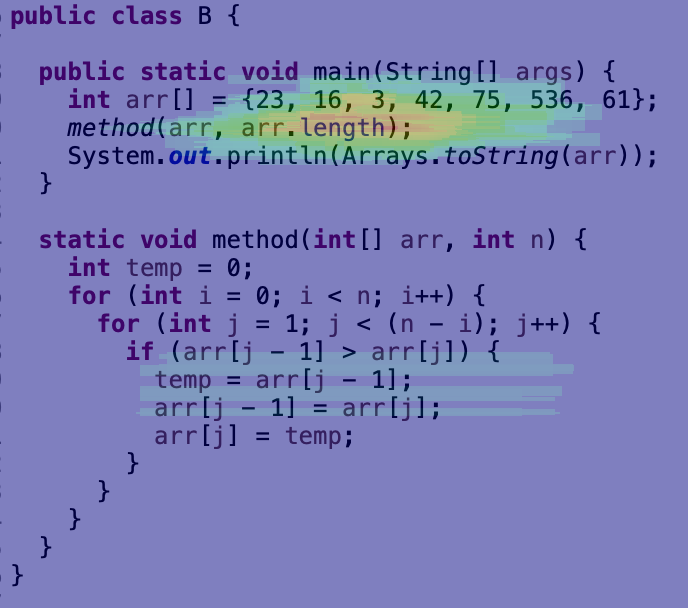 public class B {
public static void main(String[] args) {
int arr[] = {23, 16, 3, 42, 75, 536, 61};
method(arr, arr.length);
System.out.println(Arrays.toString(arr));
}
static void method(int[] arr, int n) {
int temp = 0;
for (int i = 0; i < n; i++) {
for (int j = 1; j < (n - i); j++) {
if (arr[j - 1] > arr[j]) {
temp = arr[j - 1];
arr[j - 1] = arr[j];
arr[j] = temp;
}
}
}
}
}